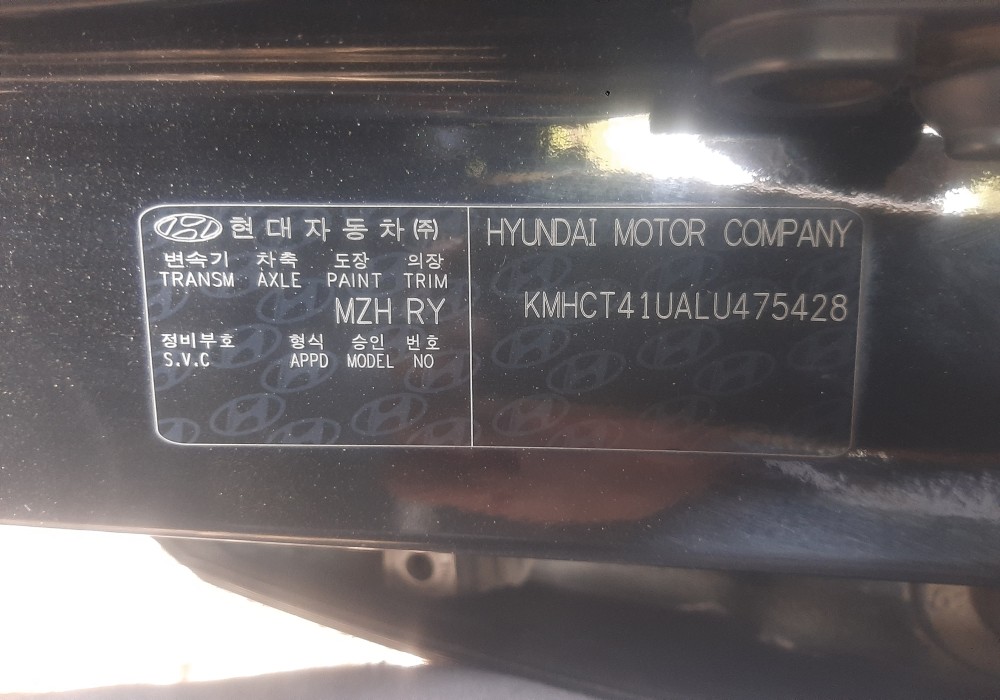 현대자동차(주)
변속기 차축 도장 의장
TRANSM AXLE PAINT TRIM
MZH RY
정비부호 형식 승인 번호
S.V.C APPD MODEL NO
HYUNDAI MOTOR COMPANY
KMHCT41UALU475428